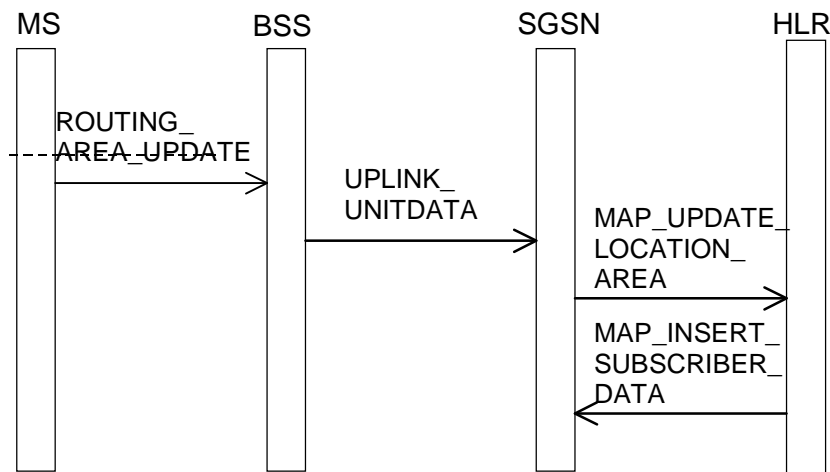 MS BSS SGSN HLR
ROUTING_
AREA_UPDATE
UPLINK_
UNITDATA
MAP_UPDATE_
LOCATION_
AREA
MAP_INSERT_
SUBSCRIBER_
DATA